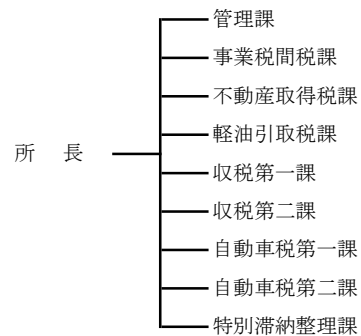 管理課
事業税間税課
不動産取得税課
軽油引取税課
所　長
収税第一課
収税第二課
自動車税第一課
自動車税第二課
特別滞納整理課